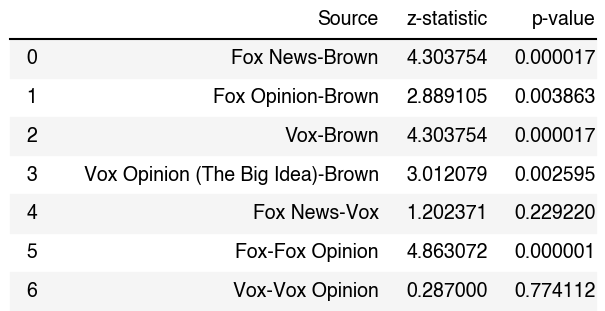 Source z-statistic p-value
0 Fox News-Brown 4.303754 0.000017
1 Fox Opinion-Brown 2.889105 0.003863
2 Vox-Brown 4.303754 0.000017
3 Vox Opinion (The Big Idea)-Brown 3.012079 0.002595
4 Fox News-Vox 1.202371 0.229220
5 Fox-Fox Opinion 4.863072 0.000001
6 Vox-Vox Opinion 0.287000 0.774112